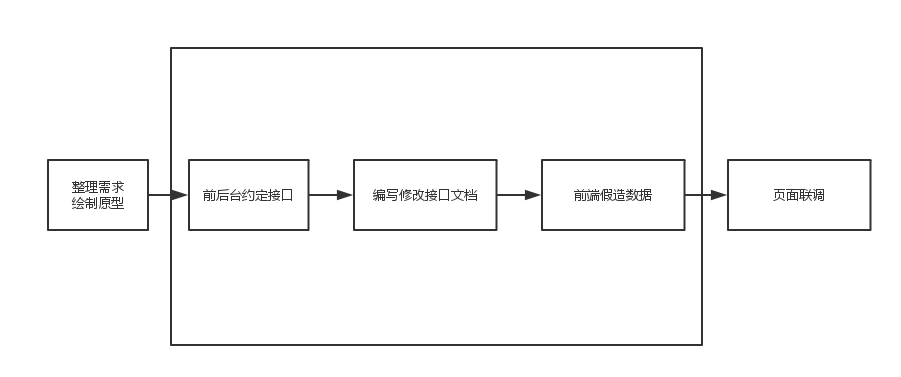 整理需求
绘制原型
前后台约定接口
编写修改接口文档
前端假造数据
页面联调